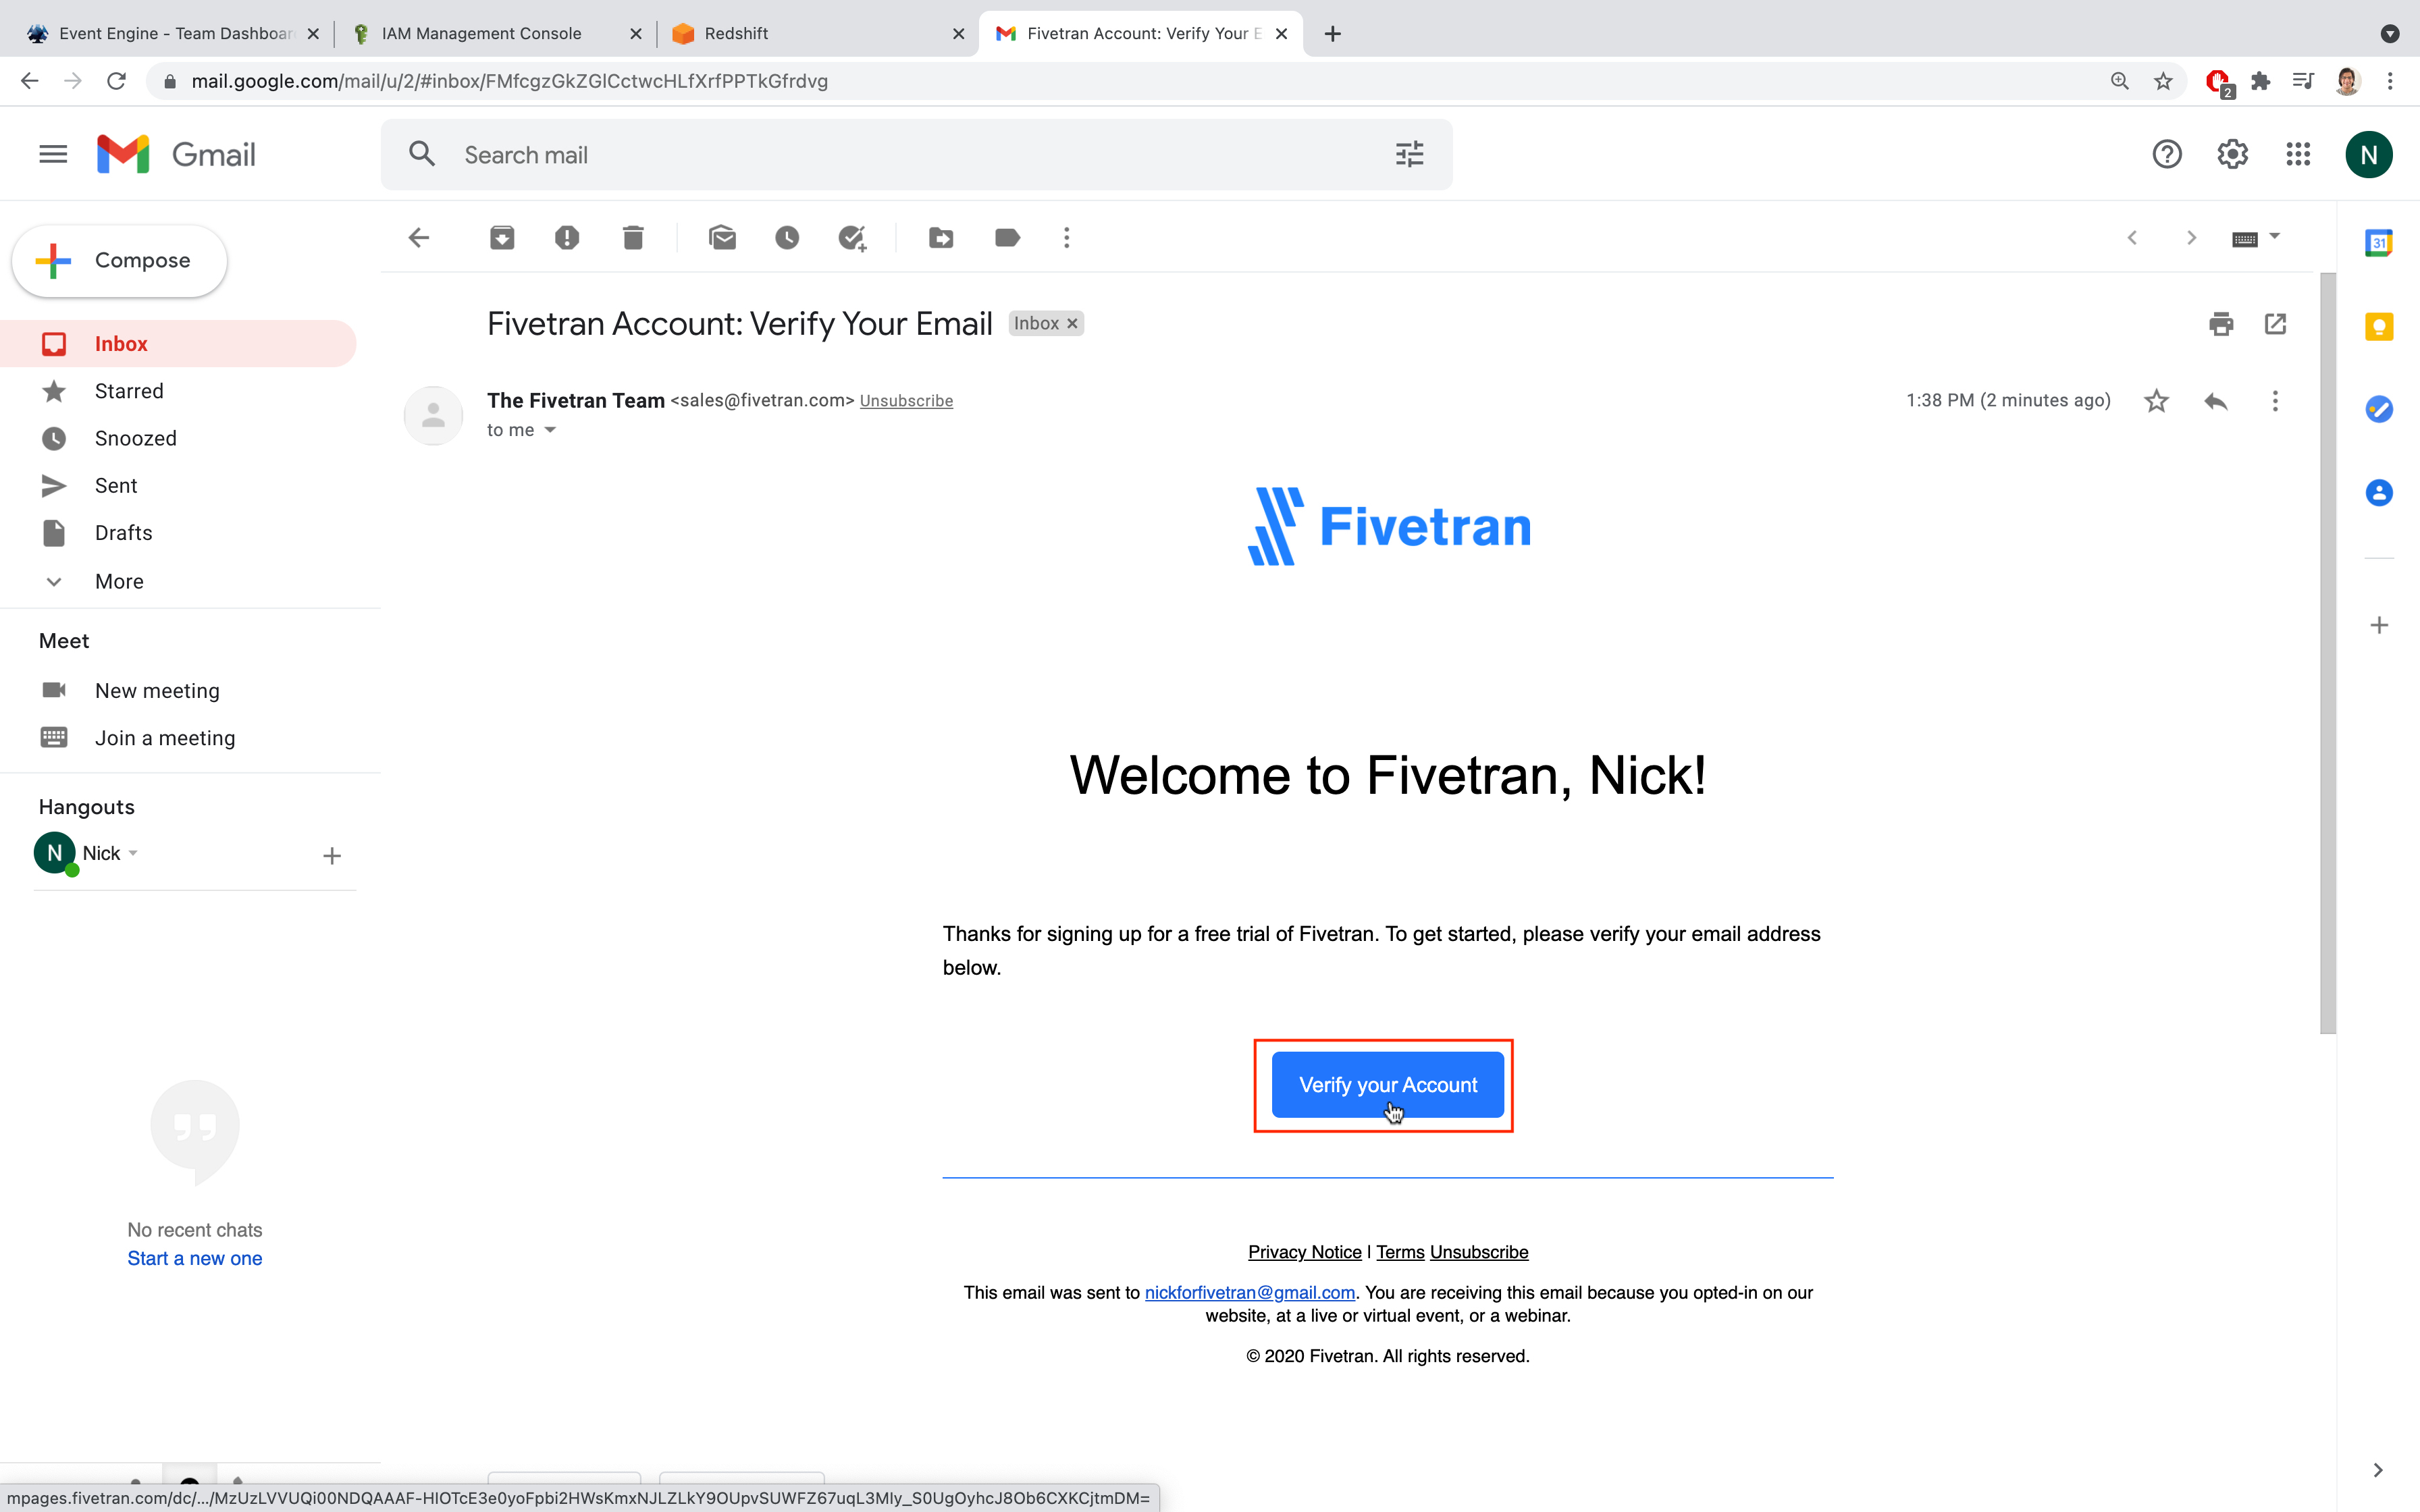 Event Engine - Team Dashboar
IAM Management Console
Redshift
Fivetran Account: Verify Your E
mail.google.com/mail/u/2/#inbox/FMfcgzGkZGlCctwcHLfXrfPPTkGfrdvg
2
Gmail
Search mail
N
Compose
31
Fivetran Account: Verify Your Email
Inbox
Inbox
Starred
Snoozed
Sent
Drafts
More
The Fivetran Team <sales@fivetran.com> Unsubscribe
1:38 PM (2 minutes ago)
to me
Fivetran
Meet
New meeting
Join a meeting
Welcome to Fivetran, Nick!
Hangouts
N
Nick
Thanks for signing up for a free trial of Fivetran. To get started, please verify your email address
below.
Verify your Account
No recent chats
Start a new one
Privacy Notice | Terms Unsubscribe
This email was sent to nickforfivetran@gmail.com. You are receiving this email because you opted-in on our
website, at a live or virtual event, or a webinar.
© 2020 Fivetran. All rights reserved.
mpages.fivetran.com/dc/.../MzUzLVVUQi00NDQAAAF-HIOTcE3e0yoFpbi2HWsKmxNJLZLkY9OUpvSUWFZ67uqL3MIy_S0UgOyhcJ8Ob6CXKCjtmDM=